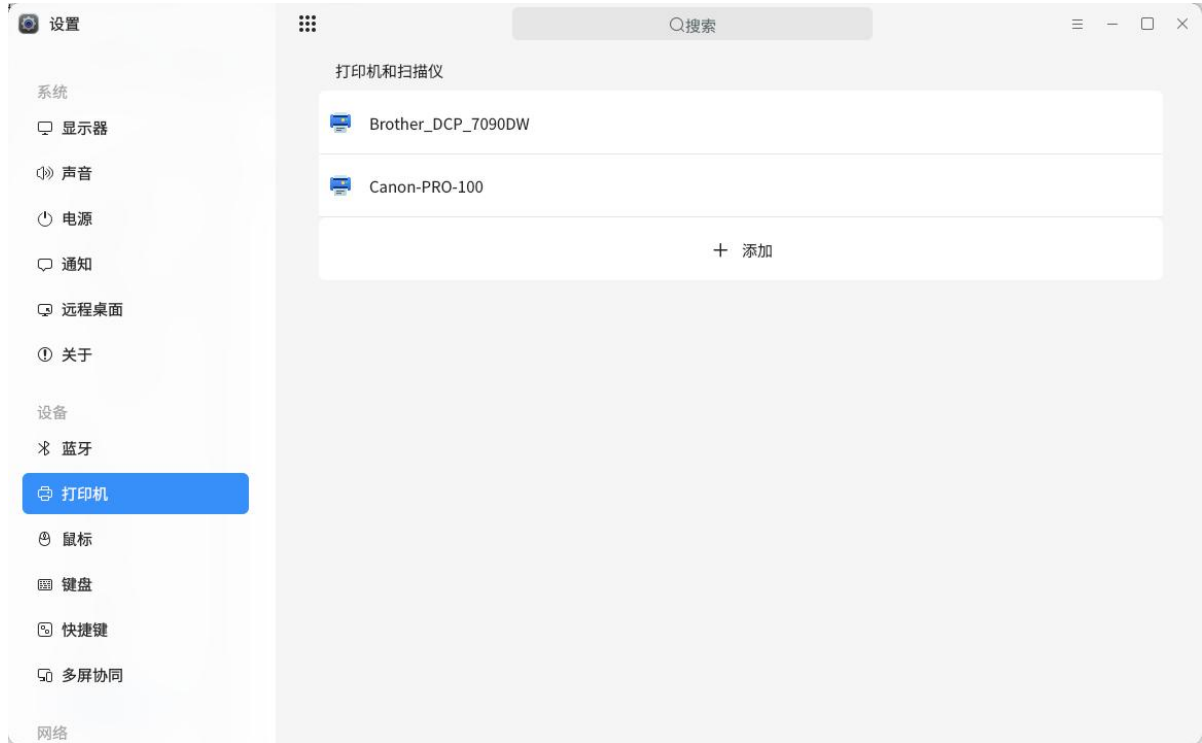 设置
搜索
系统
显示器
声音
电源
通知
远程桌面
关于
设备
蓝牙
打印机
鼠标
键盘
快捷键
多屏协同
网络
打印机和扫描仪
Brother_DCP_7090DW
Canon-PRO-100
添加